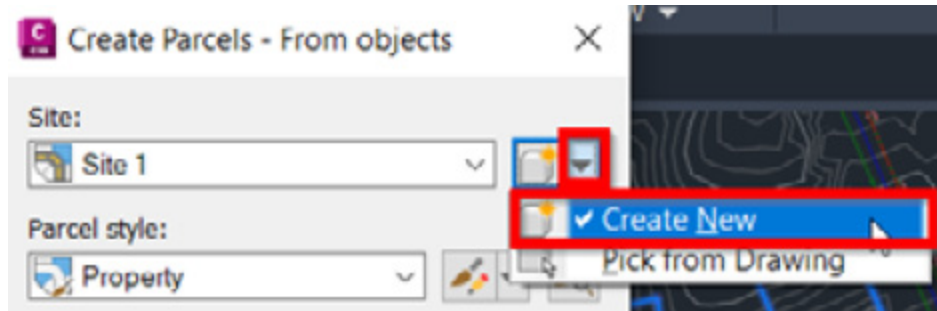 Create Parcels - From objects
Site:
Site 1
Create New
Parcel style:
Pick from Drawing
Property